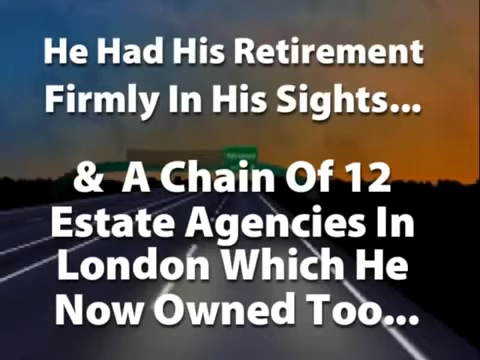 He Had His Retirement
Firmly In His Sights...
& A Chain Of 12
Estate Agencies In
London Which He
Now Owned Too...